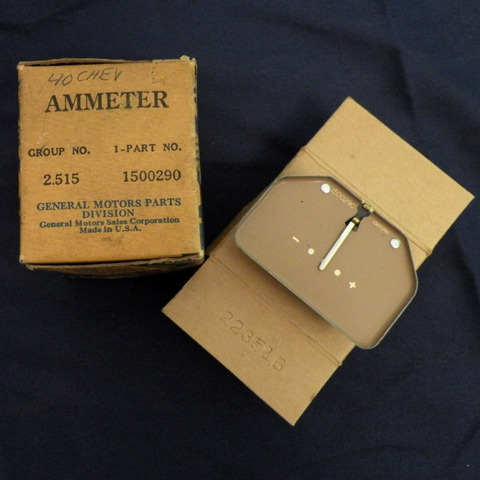 40 CHEV
AMMETER
GROUP NO. 1-PART NO.
2.515 1500290
GENERAL MOTORS PARTS
DIVISION
General Motors Sales Corporation
Made in U.S.A.
- +
22351B